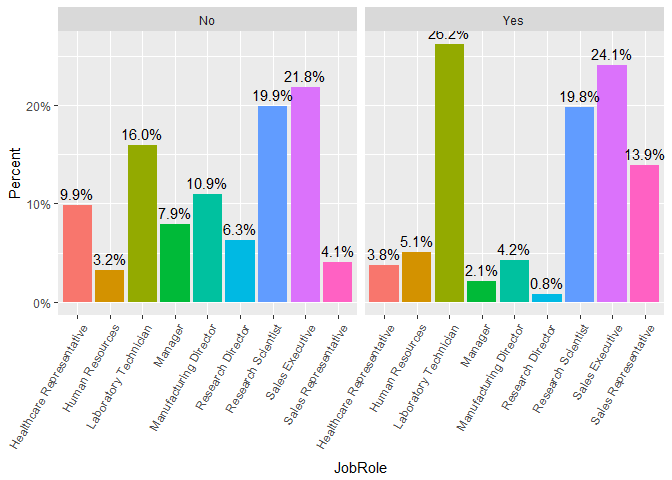 No
Yes
Percent
20%
10%
0%
9.9%
3.2%
16.0%
7.9%
10.9%
6.3%
19.9%
21.8%
4.1%
3.8%
5.1%
26.2%
2.1%
4.2%
0.8%
19.8%
24.1%
13.9%
Healthcare Representative
Human Resources
Laboratory Technician
Manager
Manufacturing Director
Research Director
Research Scientist
Sales Executive
Sales Representative
Healthcare Representative
Human Resources
Laboratory Technician
Manager
Manufacturing Director
Research Director
Research Scientist
Sales Executive
Sales Representative
JobRole